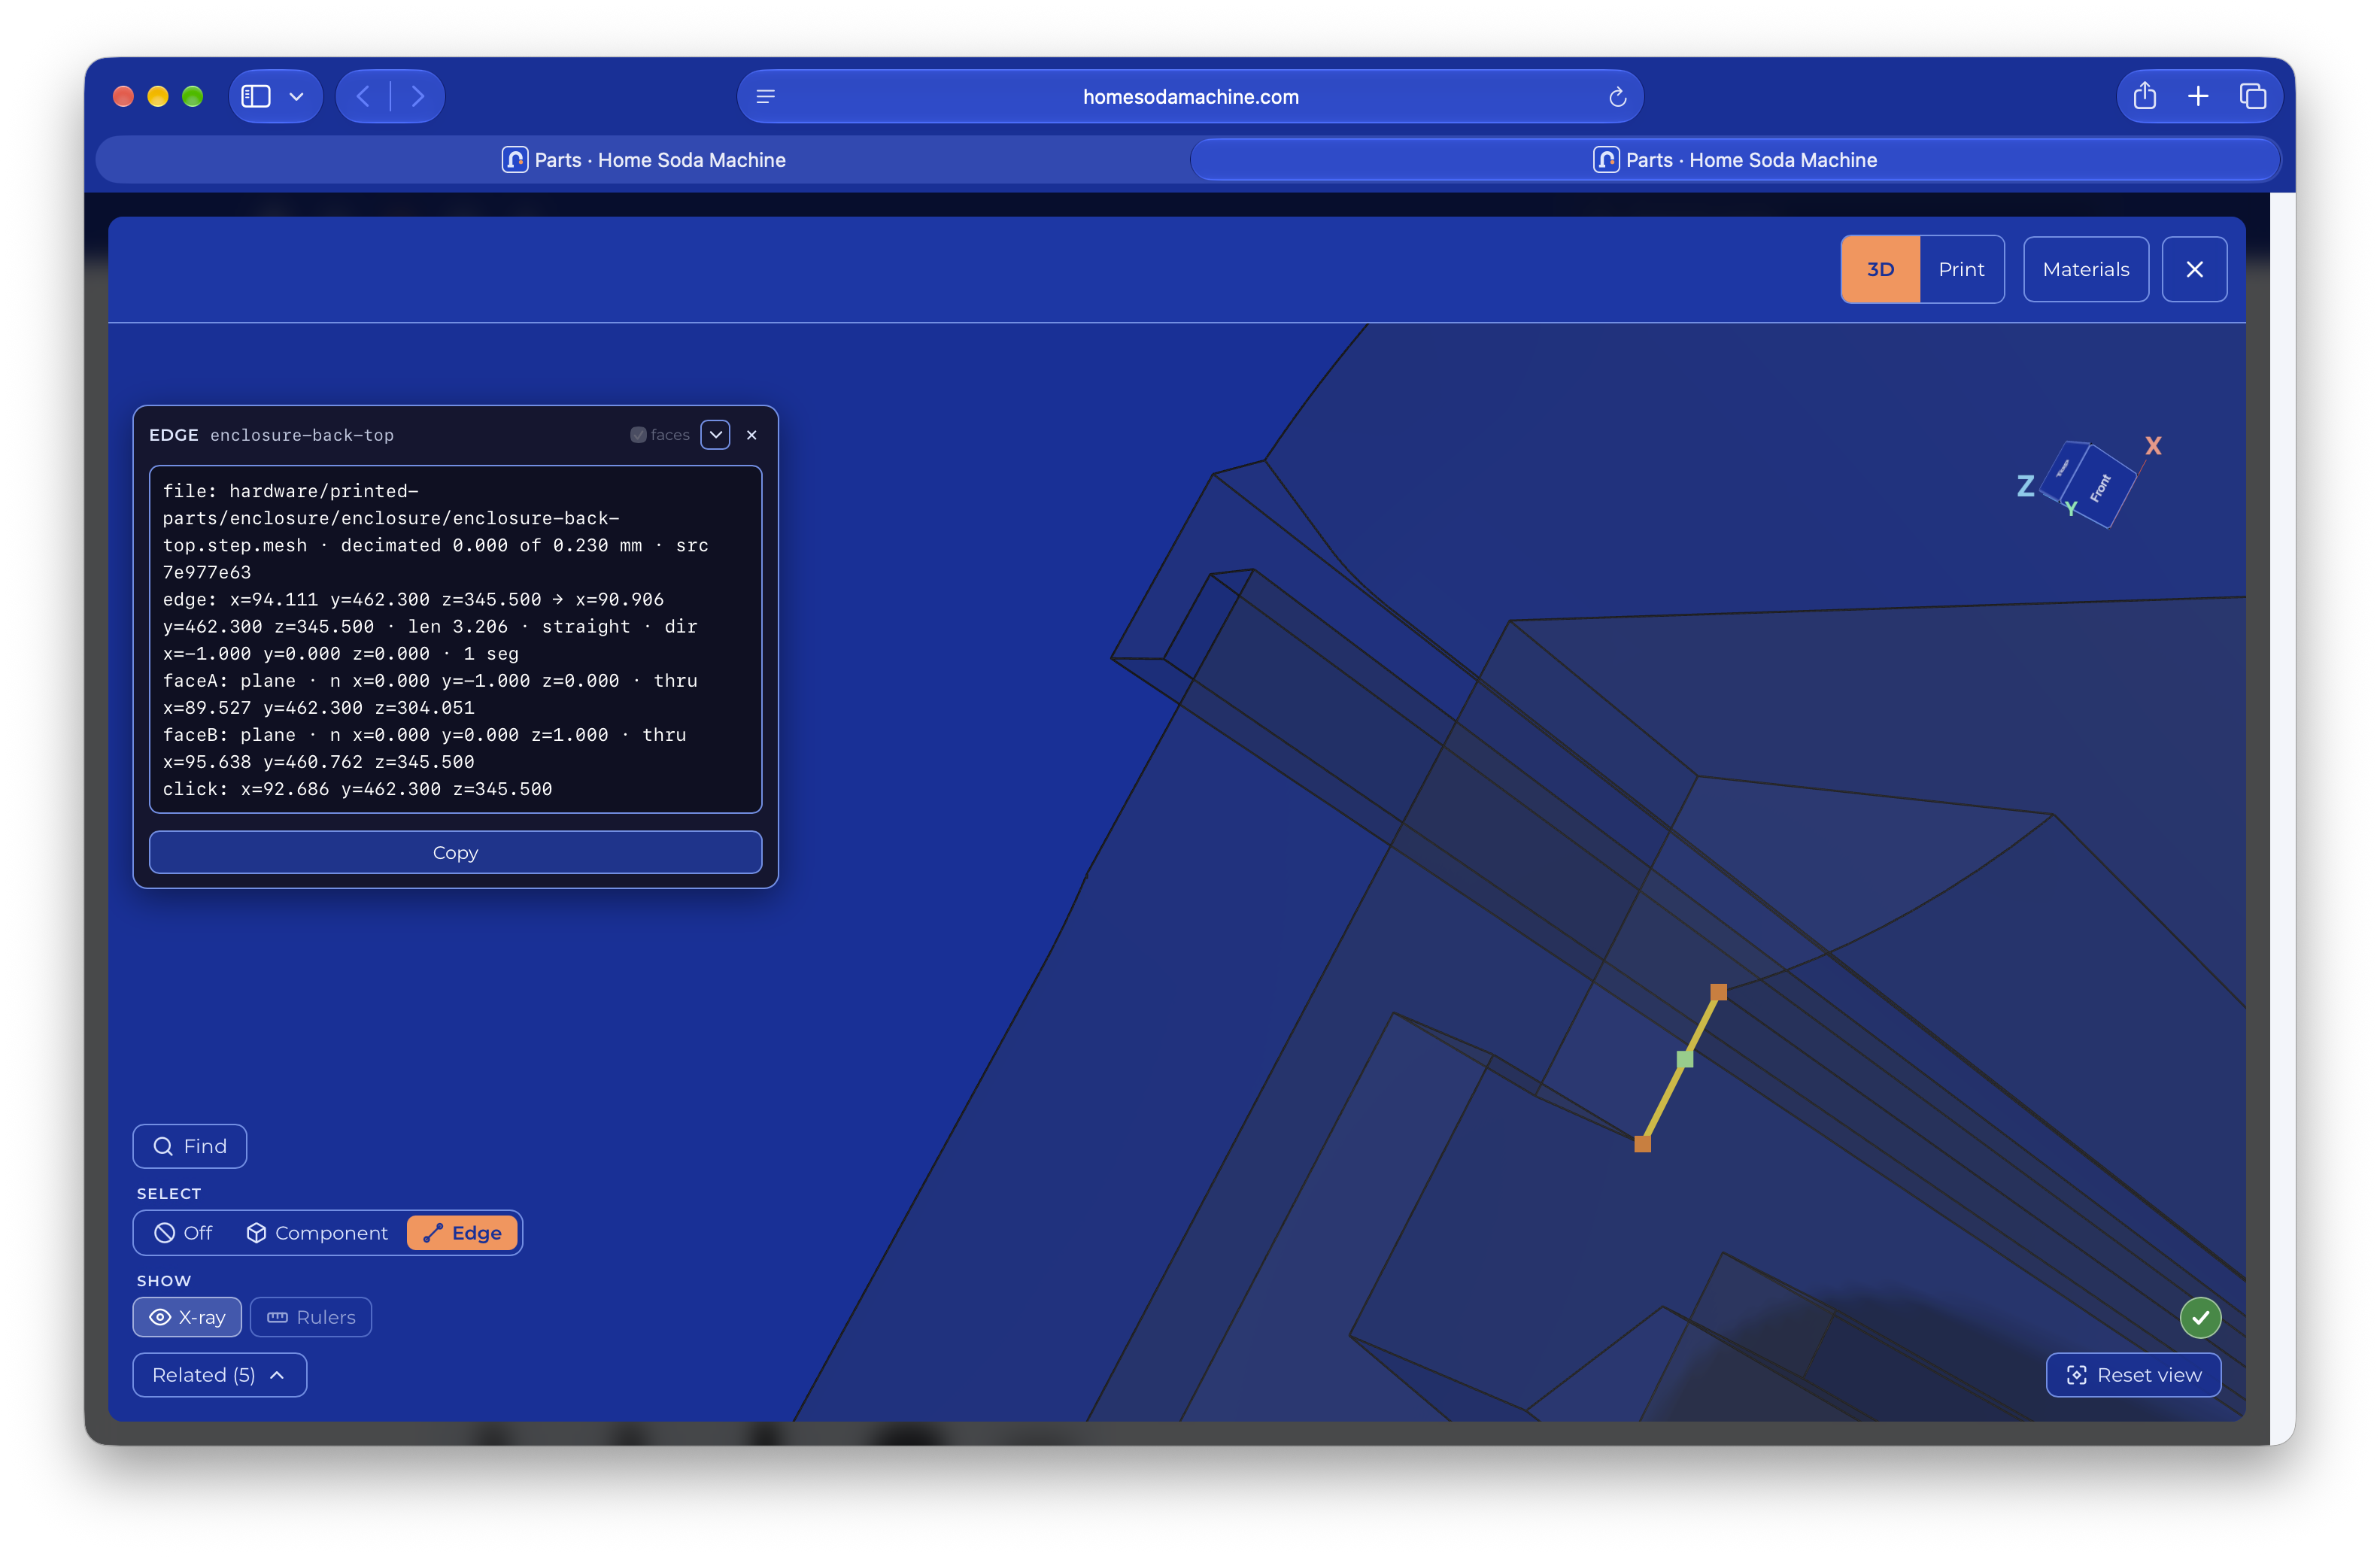 homesodamachine.com
Parts · Home Soda Machine
Parts · Home Soda Machine
3D
Print
Materials
EDGE enclosure-back-top
faces
file: hardware/printed-
parts/enclosure/enclosure/enclosure-back-
top.step.mesh · decimated 0.000 of 0.230 mm · src
7e977e63
edge: x=94.111 y=462.300 z=345.500 → x=90.906
y=462.300 z=345.500 · len 3.206 · straight · dir
x=-1.000 y=0.000 z=0.000 · 1 seg
faceA: plane · n x=0.000 y=-1.000 z=0.000 · thru
x=89.527 y=462.300 z=304.051
faceB: plane · n x=0.000 y=0.000 z=1.000 · thru
x=95.638 y=460.762 z=345.500
click: x=92.686 y=462.300 z=345.500
Copy
X
Z
Y
Front
Find
SELECT
Off
Component
Edge
SHOW
X-ray
Rulers
Related (5)
Reset view